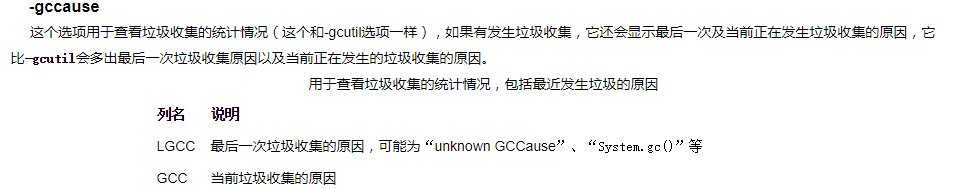 -gccause
这个选项用于查看垃圾收集的统计情况（这个和-gcutil选项一样），如果有发生垃圾收集，它还会显示最后一次及当前正在发生垃圾收集的原因，它
比-gcutil会多出最后一次垃圾收集原因以及当前正在发生的垃圾收集的原因。
用于查看垃圾收集的统计情况，包括最近发生垃圾的原因
列名 说明
LGCC 最后一次垃圾收集的原因，可能为“unknown GCCause”、“System.gc()”等
GCC 当前垃圾收集的原因